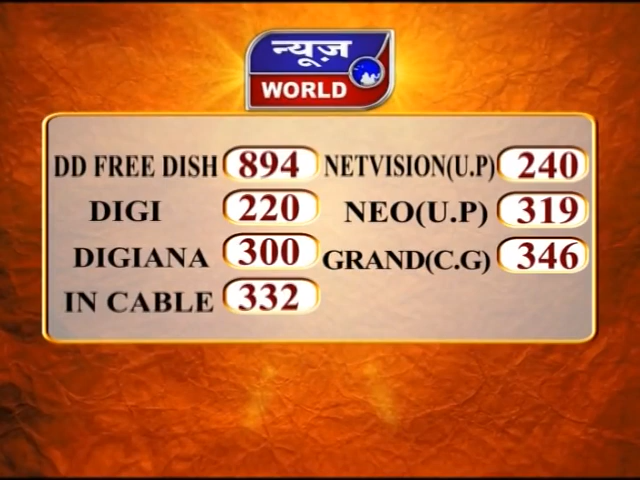 न्यूज़
WORLD
DD FREE DISH 894 NETVISION(U.P) 240
DIGI 220 NEO(U.P) 319
DIGIANA 300 GRAND(C.G) 346
IN CABLE 332